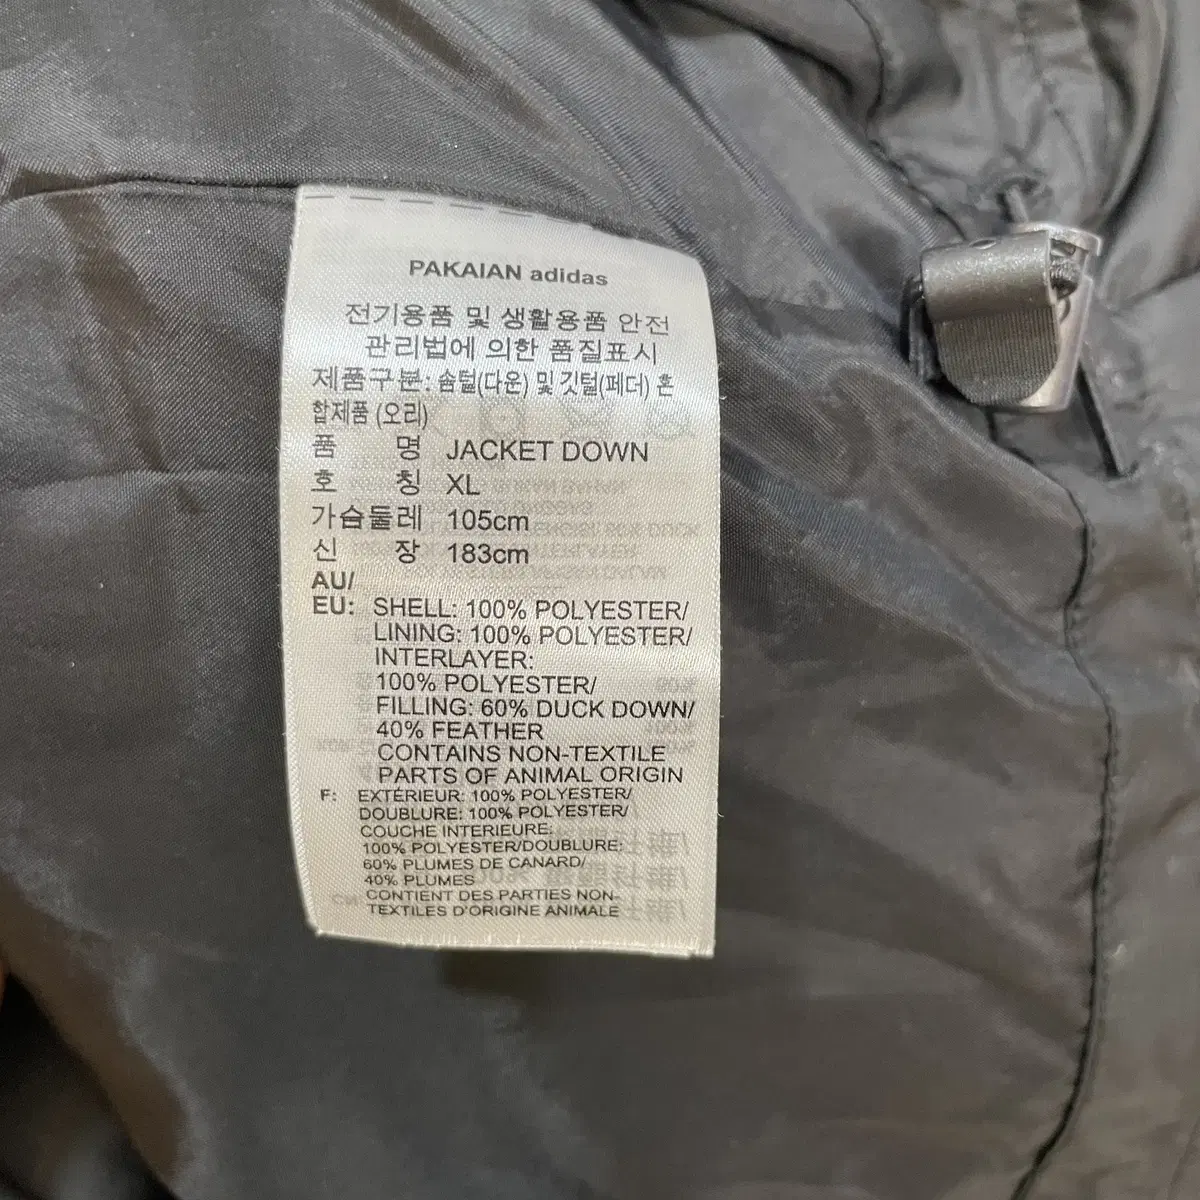 PAKAIAN adidas
전기용품 및 생활용품 안전
관리법에 의한 품질표시
제품구분: 솜털(다운) 및 깃털(페더) 혼
합제품 (오리)
품 명 JACKET DOWN
호 칭 XL
가슴둘레 105cm
신 장 183cm
AU/
EU: SHELL: 100% POLYESTER/
LINING: 100% POLYESTER/
INTERLAYER:
100% POLYESTER/
FILLING: 60% DUCK DOWN/
40% FEATHER
CONTAINS NON-TEXTILE
PARTS OF ANIMAL ORIGIN
F: EXTÉRIEUR: 100% POLYESTER/
DOUBLURE: 100% POLYESTER/
COUCHE INTERIEURE:
100% POLYESTER/DOUBLURE:
60% PLUMES DE CANARD/
40% PLUMES
CONTIENT DES PARTIES NON-
TEXTILES D'ORIGINE ANIMALE